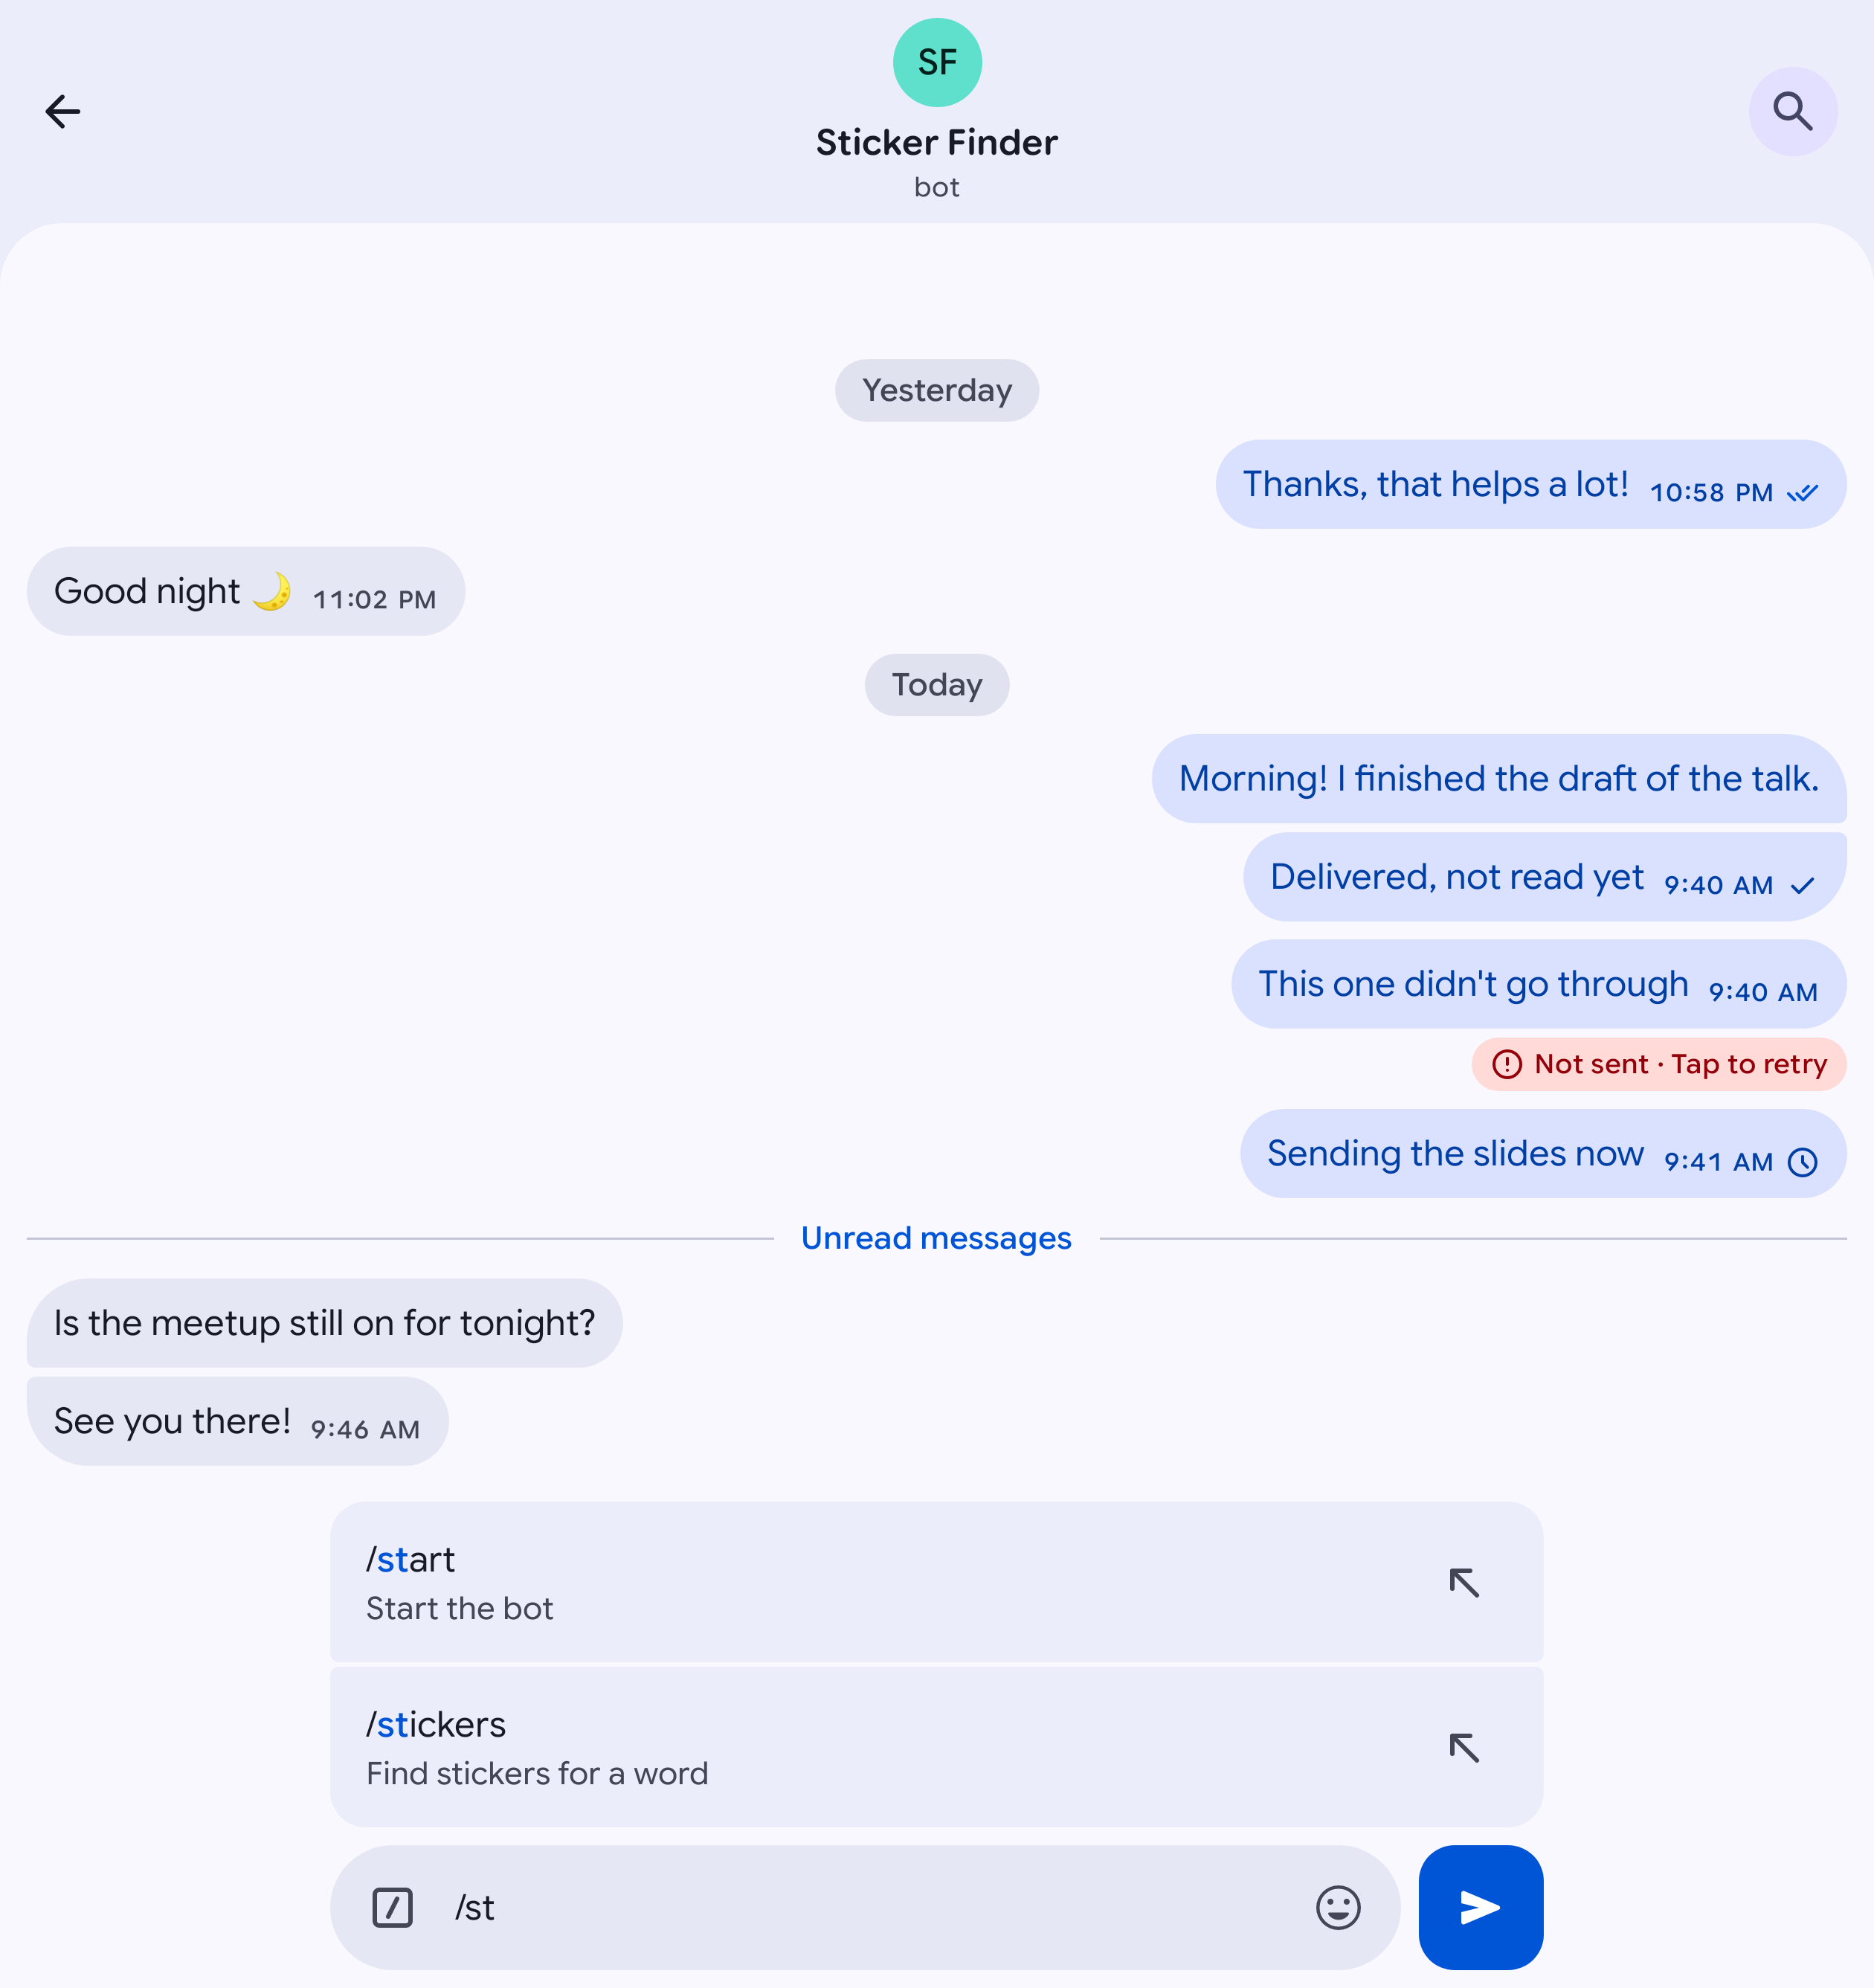 SF
Sticker Finder
bot
Yesterday
Thanks, that helps a lot! 10:58 PM
Good night 🌙 11:02 PM
Today
Morning! I finished the draft of the talk.
Delivered, not read yet 9:40 AM
This one didn't go through 9:40 AM
Not sent · Tap to retry
Sending the slides now 9:41 AM
Unread messages
Is the meetup still on for tonight?
See you there! 9:46 AM
/start
Start the bot
/stickers
Find stickers for a word
/st